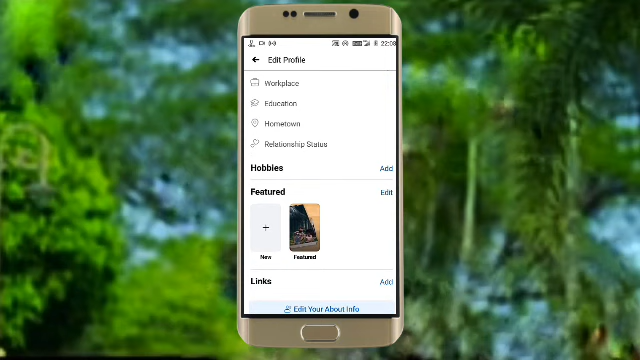 22:08
Edit Profile
Workplace
Education
Hometown
Relationship Status
Hobbies Add
Featured Edit
New Featured
Links Add
Edit Your About Info